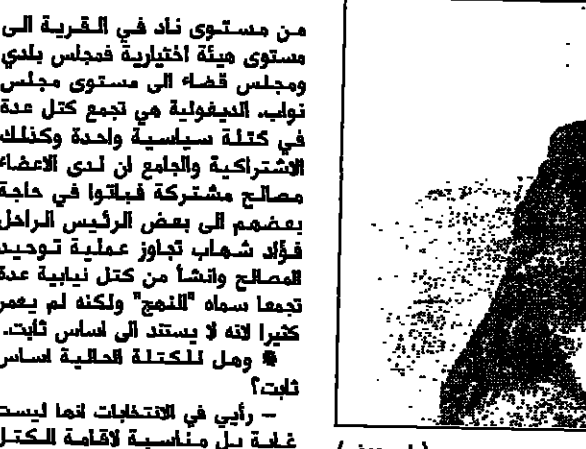 من مستوى ناد في القرية الى
مستوى هيئة اختيارية فمجلس بلدي
ومجلس قضاء الى مستوى مجلس
نواب. الديغولية هي تجمع كتل عدة
في كتلة سياسية واحدة وكذلك
الاشتراكية والجامع ان لدى الاعضاء
مصالح مشتركة فباتوا في حاجة
بعضهم الى بعض الرئيس الراحل
فؤاد شهاب تجاوز عملية توحيد
المصالح وانشأ من كتل نيابية عدة
تجمعا سماه "النهج" ولكنه لم يعمر
كثيرا لانه لا يستند الى اساس ثابت.
● وهل للكتلة الحالية اساس
ثابت؟
– رأيي في الانتخابات انها ليست
غاية بل مناسبة لاقامة الكتل